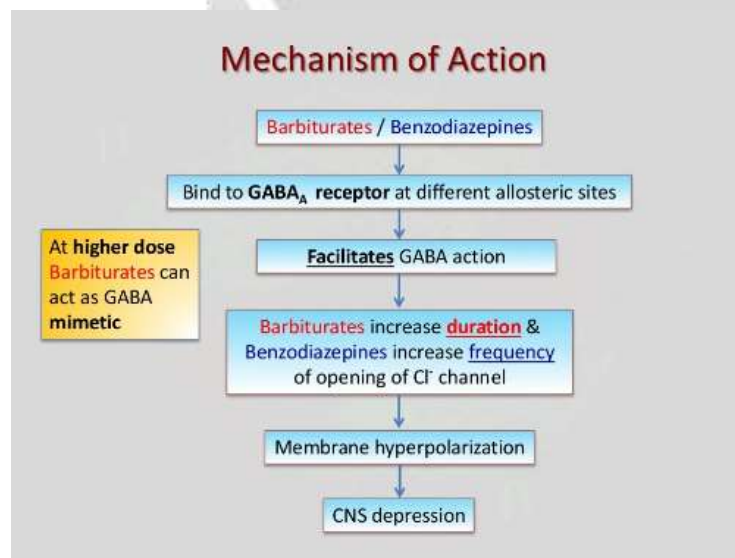 Mechanism of Action
Barbiturates / Benzodiazepines
Bind to GABAA receptor at different allosteric sites
Facilitates GABA action
At higher dose
Barbiturates can
act as GABA
mimetic
Barbiturates increase duration &
Benzodiazepines increase frequency
of opening of Cl- channel
Membrane hyperpolarization
CNS depression